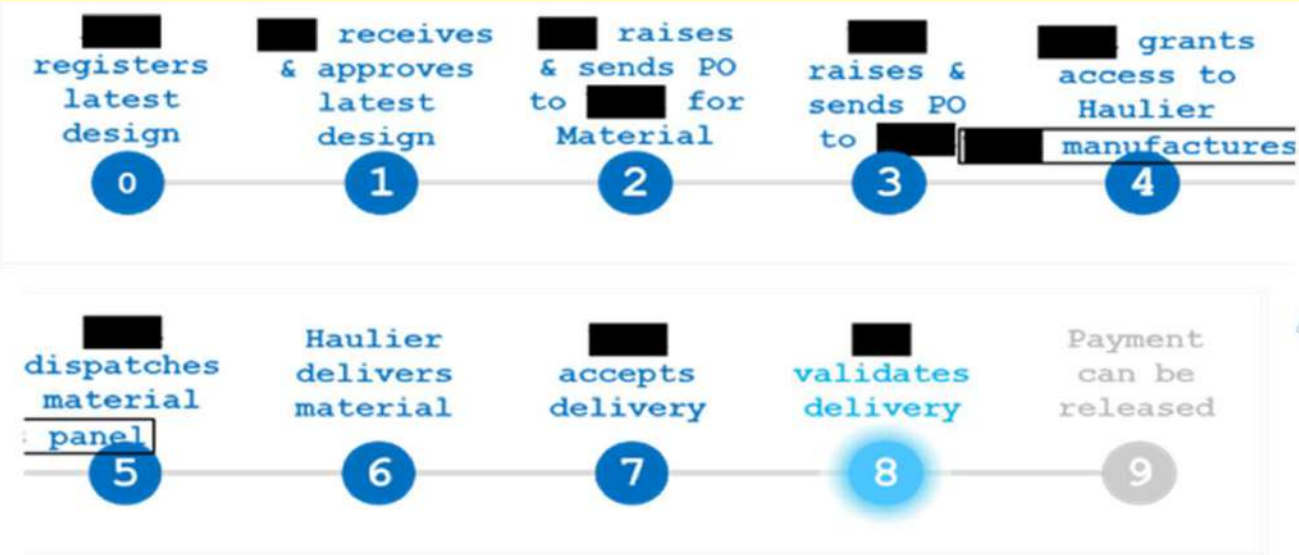 registers
latest
design
0
receives
& approves
latest
design
1
raises
& sends PO
to for
Material
2
raises &
sends PO
to
3
grants
access to
Haulier
manufactures
4
dispatches
material
panel
5
Haulier
delivers
material
6
accepts
delivery
7
validates
delivery
8
Payment
can be
released
9